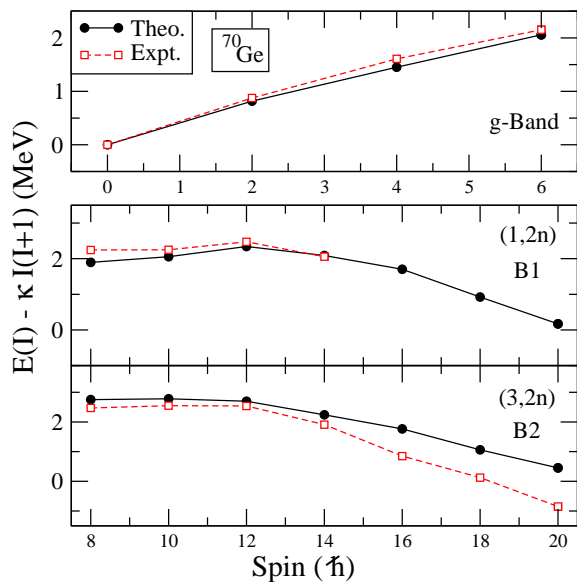 Theo.
Expt.
⁷⁰Ge
2
1
0
g-Band
0 1 2 3 4 5 6
E(I) - κ I(I+1) (MeV)
(1,2n)
B1
2
0
(3,2n)
B2
2
0
8 10 12 14 16 18 20
Spin (ℏ)